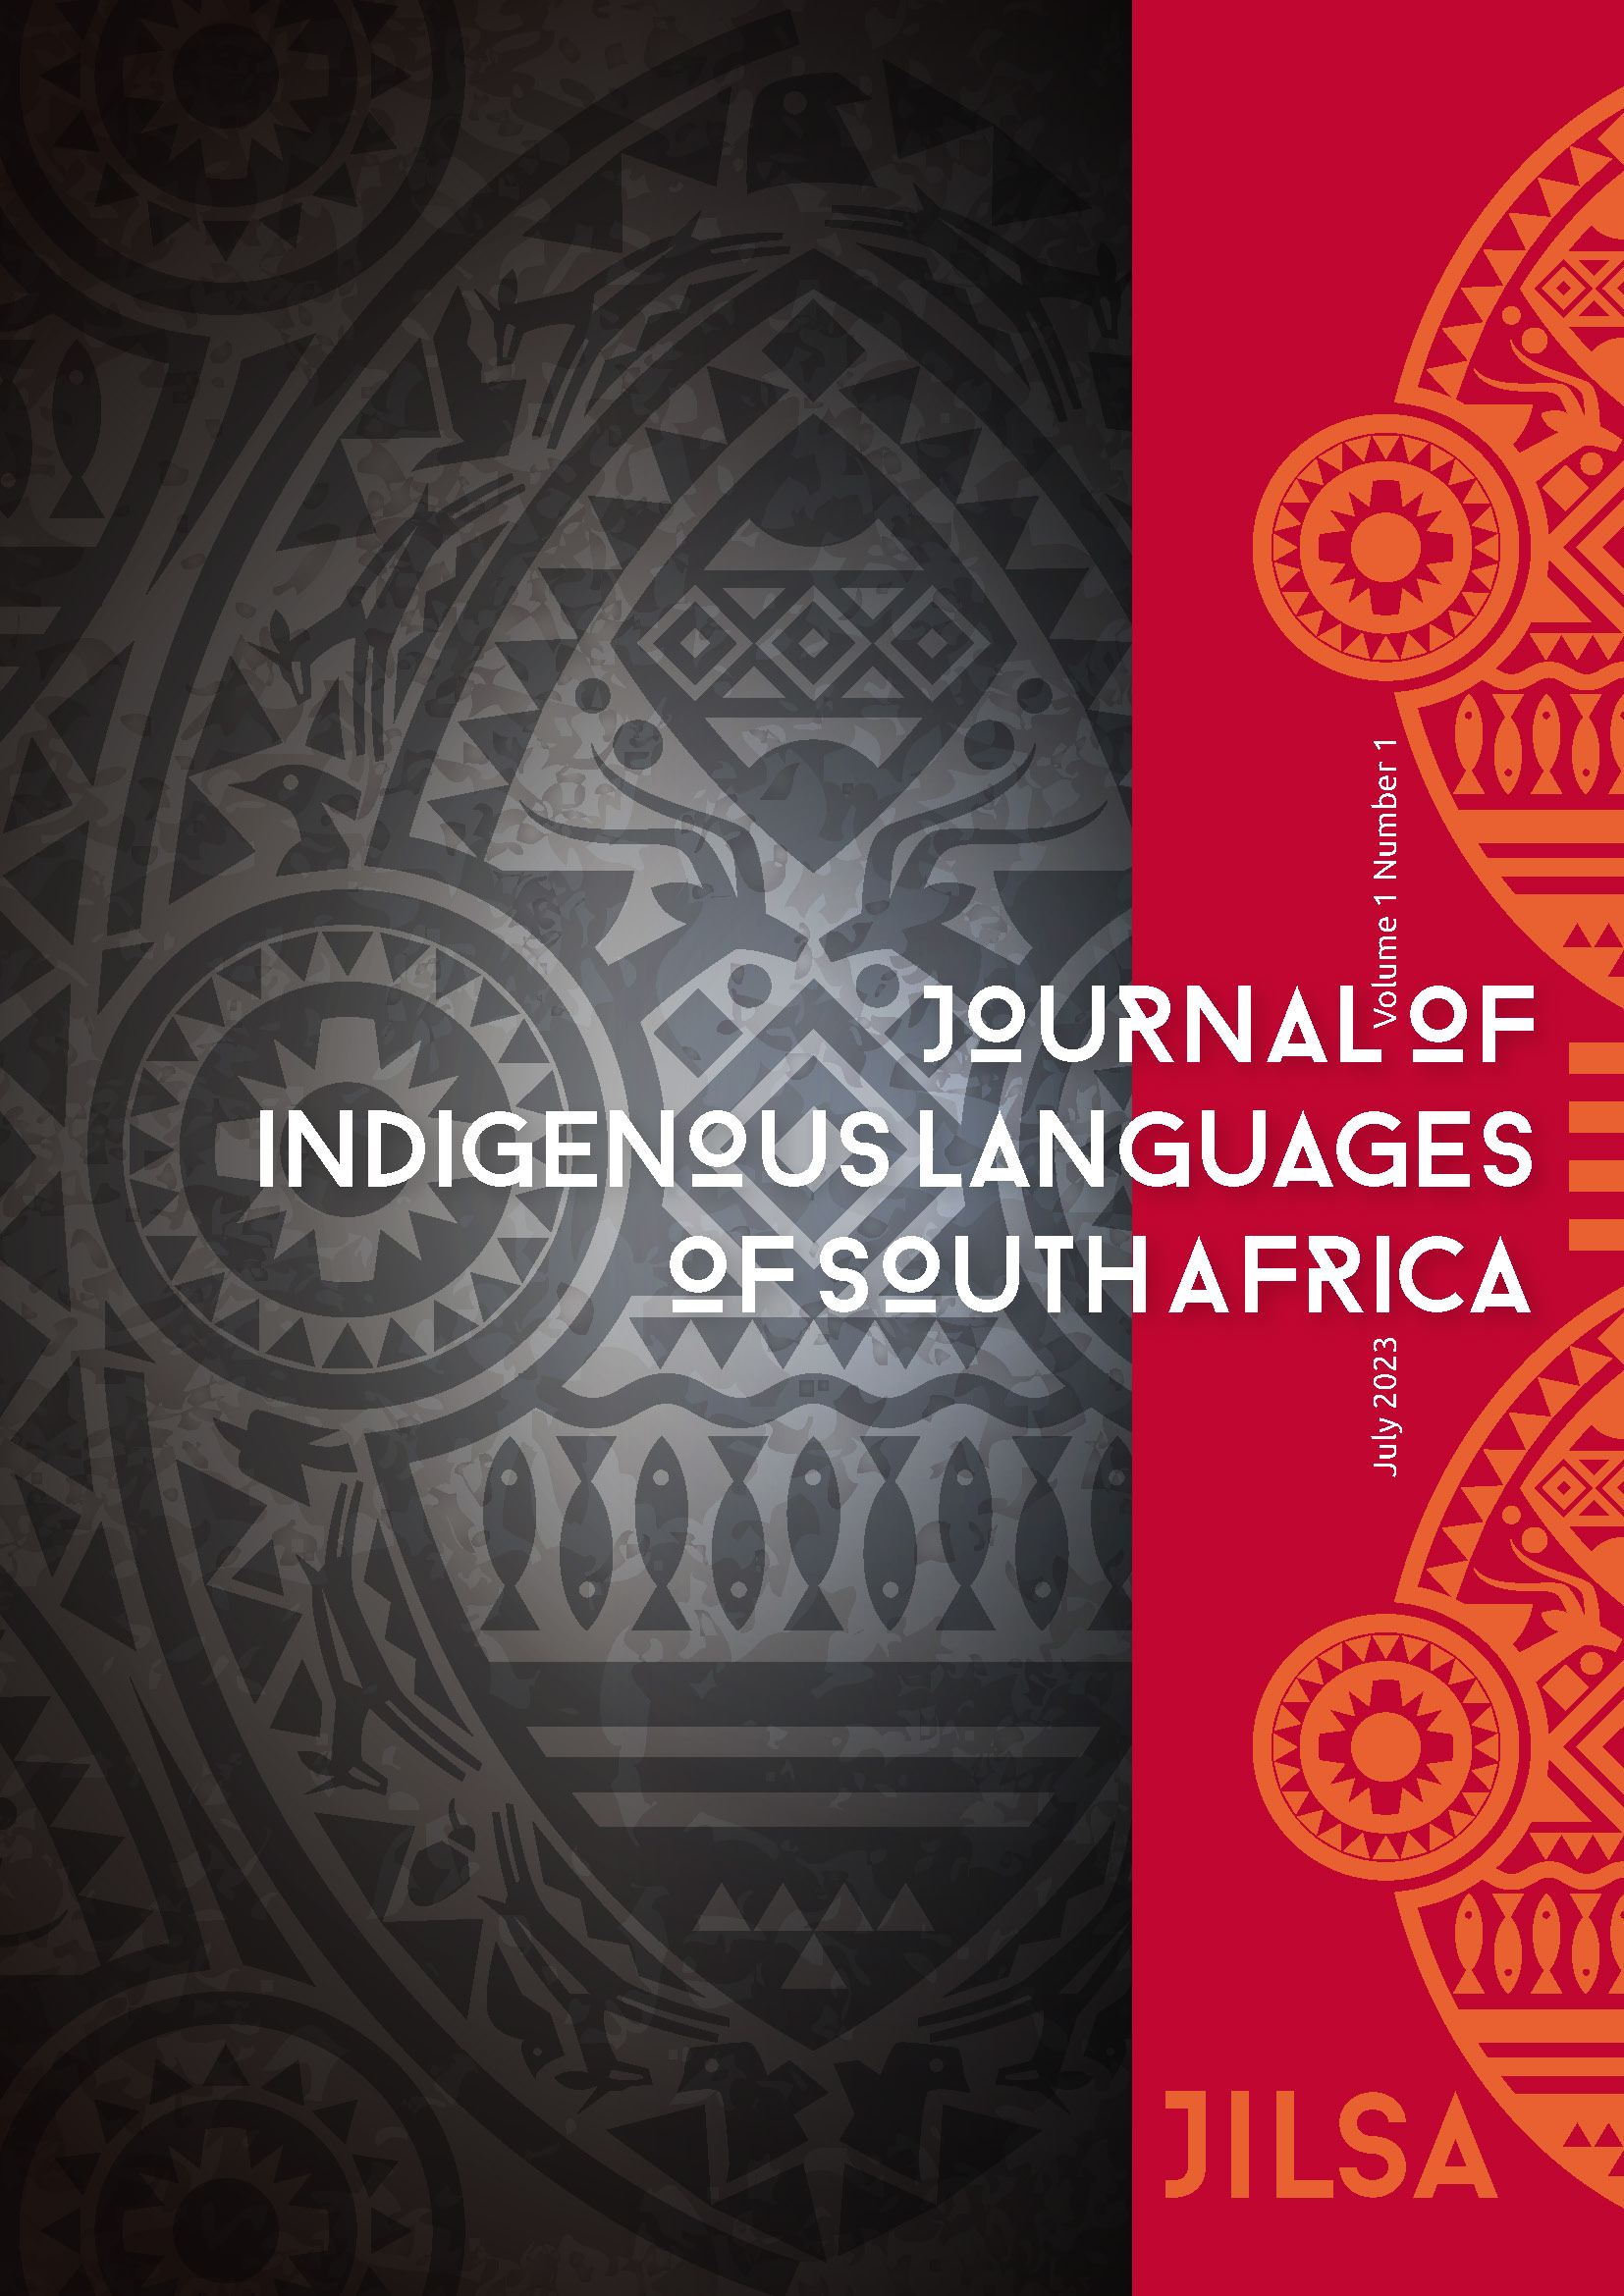 Volume 1 Number 1
JOURNAL OF
INDIGENOUS LANGUAGES
OF SOUTH AFRICA
July 2023
JILSA